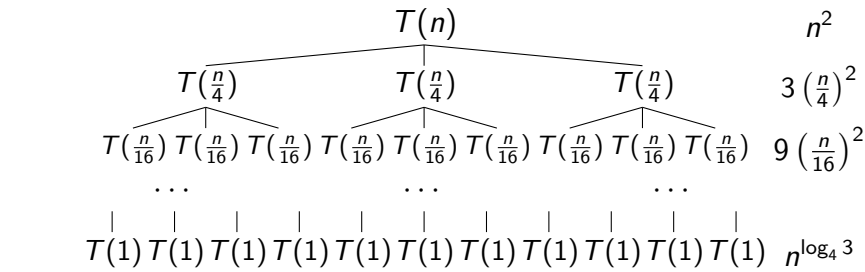 T(n) n^2
T(n/4) T(n/4) T(n/4) 3 (n/4)^2
T(n/16) T(n/16) T(n/16) T(n/16) T(n/16) T(n/16) T(n/16) T(n/16) T(n/16) 9 (n/16)^2
... ... ...
T(1) T(1) T(1) T(1) T(1) T(1) T(1) T(1) T(1) T(1) T(1) n^{log_4 3}